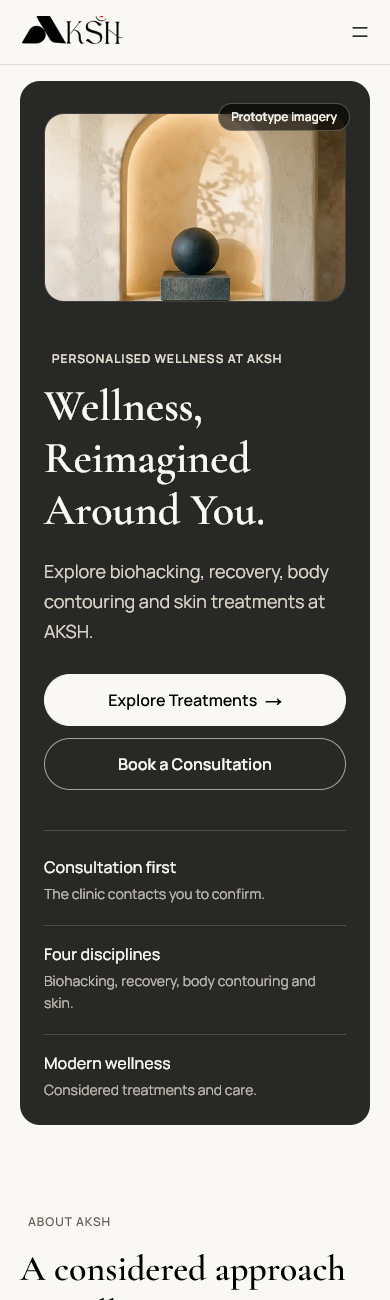 AKSH
Prototype imagery
PERSONALISED WELLNESS AT AKSH
Wellness,
Reimagined
Around You.
Explore biohacking, recovery, body
contouring and skin treatments at
AKSH.
Explore Treatments →
Book a Consultation
Consultation first
The clinic contacts you to confirm.
Four disciplines
Biohacking, recovery, body contouring and
skin.
Modern wellness
Considered treatments and care.
ABOUT AKSH
A considered approach